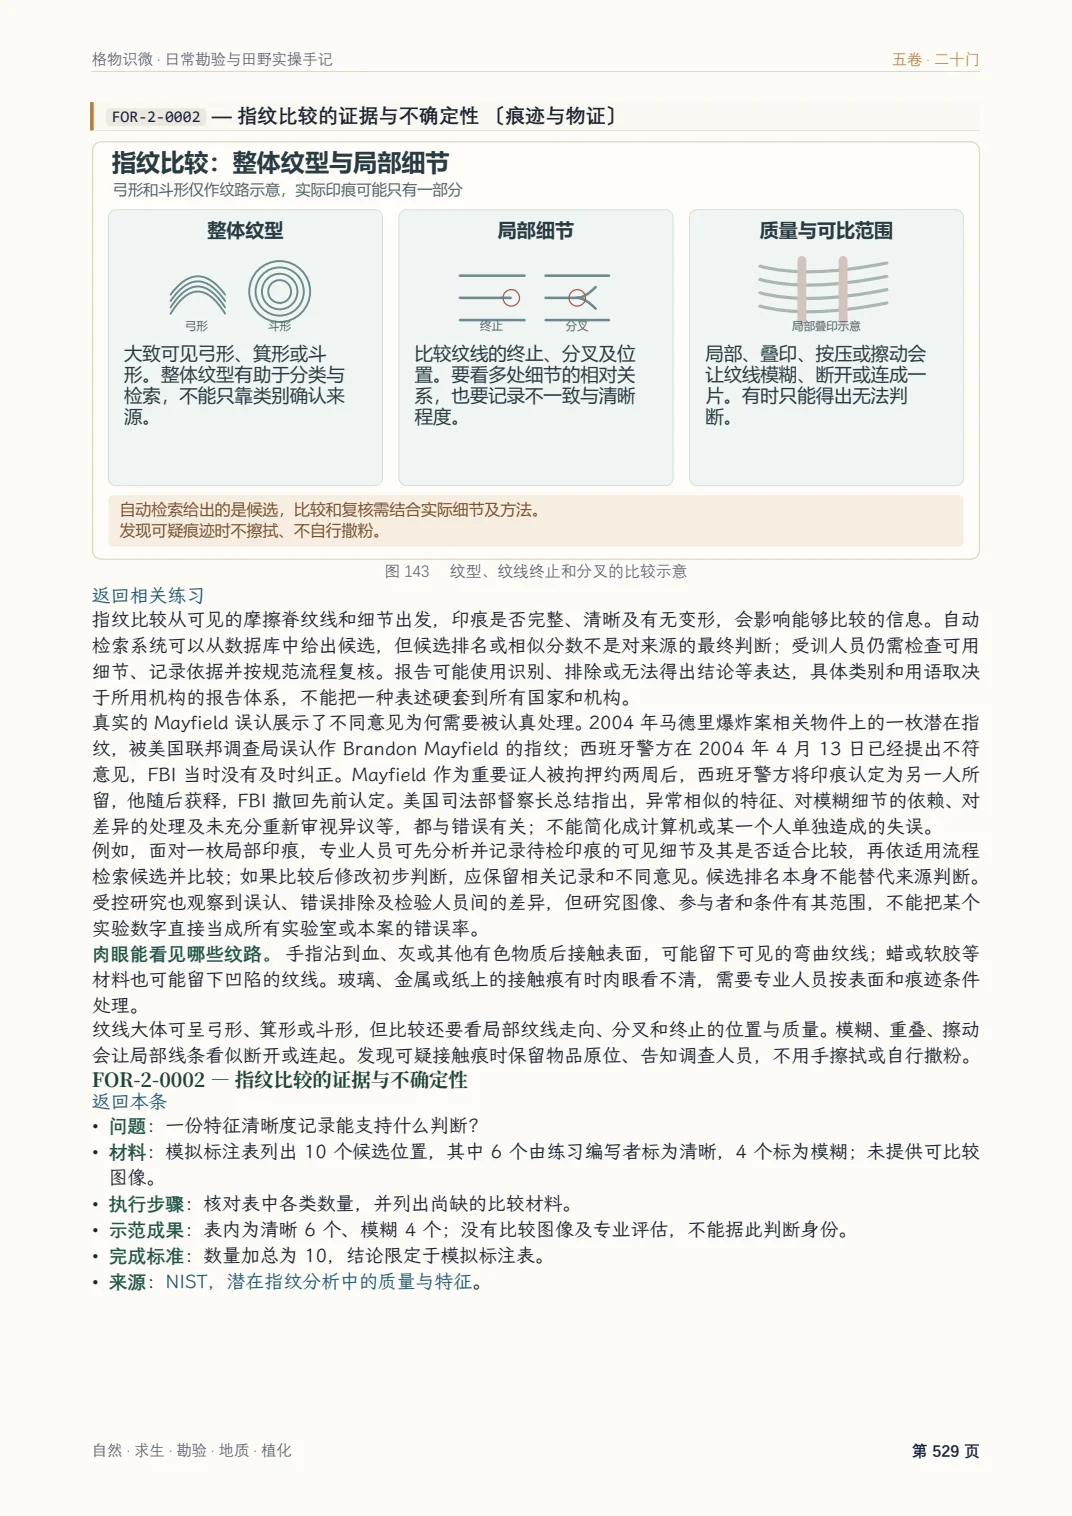 格物识微 · 日常勘验与田野实操手记
五卷 · 二十门
FOR-2-0002 — 指纹比较的证据与不确定性 〔痕迹与物证〕
指纹比较：整体纹型与局部细节
弓形和斗形仅作纹路示意，实际印痕可能只有一部分
整体纹型
弓形
斗形
大致可见弓形、箕形或斗
形。整体纹型有助于分类与
检索，不能只靠类别确认来
源。
局部细节
终止
分叉
比较纹线的终止、分叉及位
置。要看多处细节的相对关
系，也要记录不一致与清晰
程度。
质量与可比范围
局部叠印示意
局部、叠印、按压或擦动会
让纹线模糊、断开或连成一
片。有时只能得出无法判
断。
自动检索给出的是候选，比较和复核需结合实际细节及方法。
发现可疑痕迹时不擦拭、不自行撒粉。
图 143 纹型、纹线终止和分叉的比较示意
返回相关练习
指纹比较从可见的摩擦脊纹线和细节出发，印痕是否完整、清晰及有无变形，会影响能够比较的信息。自动
检索系统可以从数据库中给出候选，但候选排名或相似分数不是对来源的最终判断；受训人员仍需检查可用
细节、记录依据并按规范流程复核。报告可能使用识别、排除或无法得出结论等表达，具体类别和用语取决
于所用机构的报告体系，不能把一种表述硬套到所有国家和机构。
真实的 Mayfield 误认展示了不同意见为何需要被认真处理。2004 年马德里爆炸案相关物件上的一枚潜在指
纹，被美国联邦调查局误认作 Brandon Mayfield 的指纹；西班牙警方在 2004 年 4 月 13 日已经提出不符
意见，FBI 当时没有及时纠正。Mayfield 作为重要证人被拘押约两周后，西班牙警方将印痕认定为另一人所
留，他随后获释，FBI 撤回先前认定。美国司法部督察长总结指出，异常相似的特征、对模糊细节的依赖、对
差异的处理及未充分重新审视异议等，都与错误有关；不能简化成计算机或某一个人单独造成的失误。
例如，面对一枚局部印痕，专业人员可先分析并记录待检印痕的可见细节及其是否适合比较，再依适用流程
检索候选并比较；如果比较后修改初步判断，应保留相关记录和不同意见。候选排名本身不能替代来源判断。
受控研究也观察到误认、错误排除及检验人员间的差异，但研究图像、参与者和条件有其范围，不能把某个
实验数字直接当成所有实验室或本案的错误率。
肉眼能看见哪些纹路。 手指沾到血、灰或其他有色物质后接触表面，可能留下可见的弯曲纹线；蜡或软胶等
材料也可能留下凹陷的纹线。玻璃、金属或纸上的接触痕有时肉眼看不清，需要专业人员按表面和痕迹条件
处理。
纹线大体可呈弓形、箕形或斗形，但比较还要看局部纹线走向、分叉和终止的位置与质量。模糊、重叠、擦动
会让局部线条看似断开或连起。发现可疑接触痕时保留物品原位、告知调查人员，不用手擦拭或自行撒粉。
FOR-2-0002 — 指纹比较的证据与不确定性
返回本条
• 问题：一份特征清晰度记录能支持什么判断？
• 材料：模拟标注表列出 10 个候选位置，其中 6 个由练习编写者标为清晰，4 个标为模糊；未提供可比较
图像。
• 执行步骤：核对表中各类数量，并列出尚缺的比较材料。
• 示范成果：表内为清晰 6 个、模糊 4 个；没有比较图像及专业评估，不能据此判断身份。
• 完成标准：数量加总为 10，结论限定于模拟标注表。
• 来源：NIST，潜在指纹分析中的质量与特征。
自然 · 求生 · 勘验 · 地质 · 植化
第 529 页